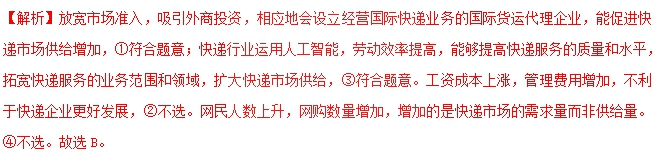 【解析】放宽市场准入，吸引外商投资，相应地会设立经营国际快递业务的国际货运代理企业，能促进快
递市场供给增加，①符合题意；快递行业运用人工智能，劳动效率提高，能够提高快递服务的质量和水平，
拓宽快递服务的业务范围和领域，扩大快递市场供给，③符合题意。工资成本上涨，管理费用增加，不利
于快递企业更好发展，②不选。网民人数上升，网购数量增加，增加的是快递市场的需求量而非供给量。
④不选。故选 B。